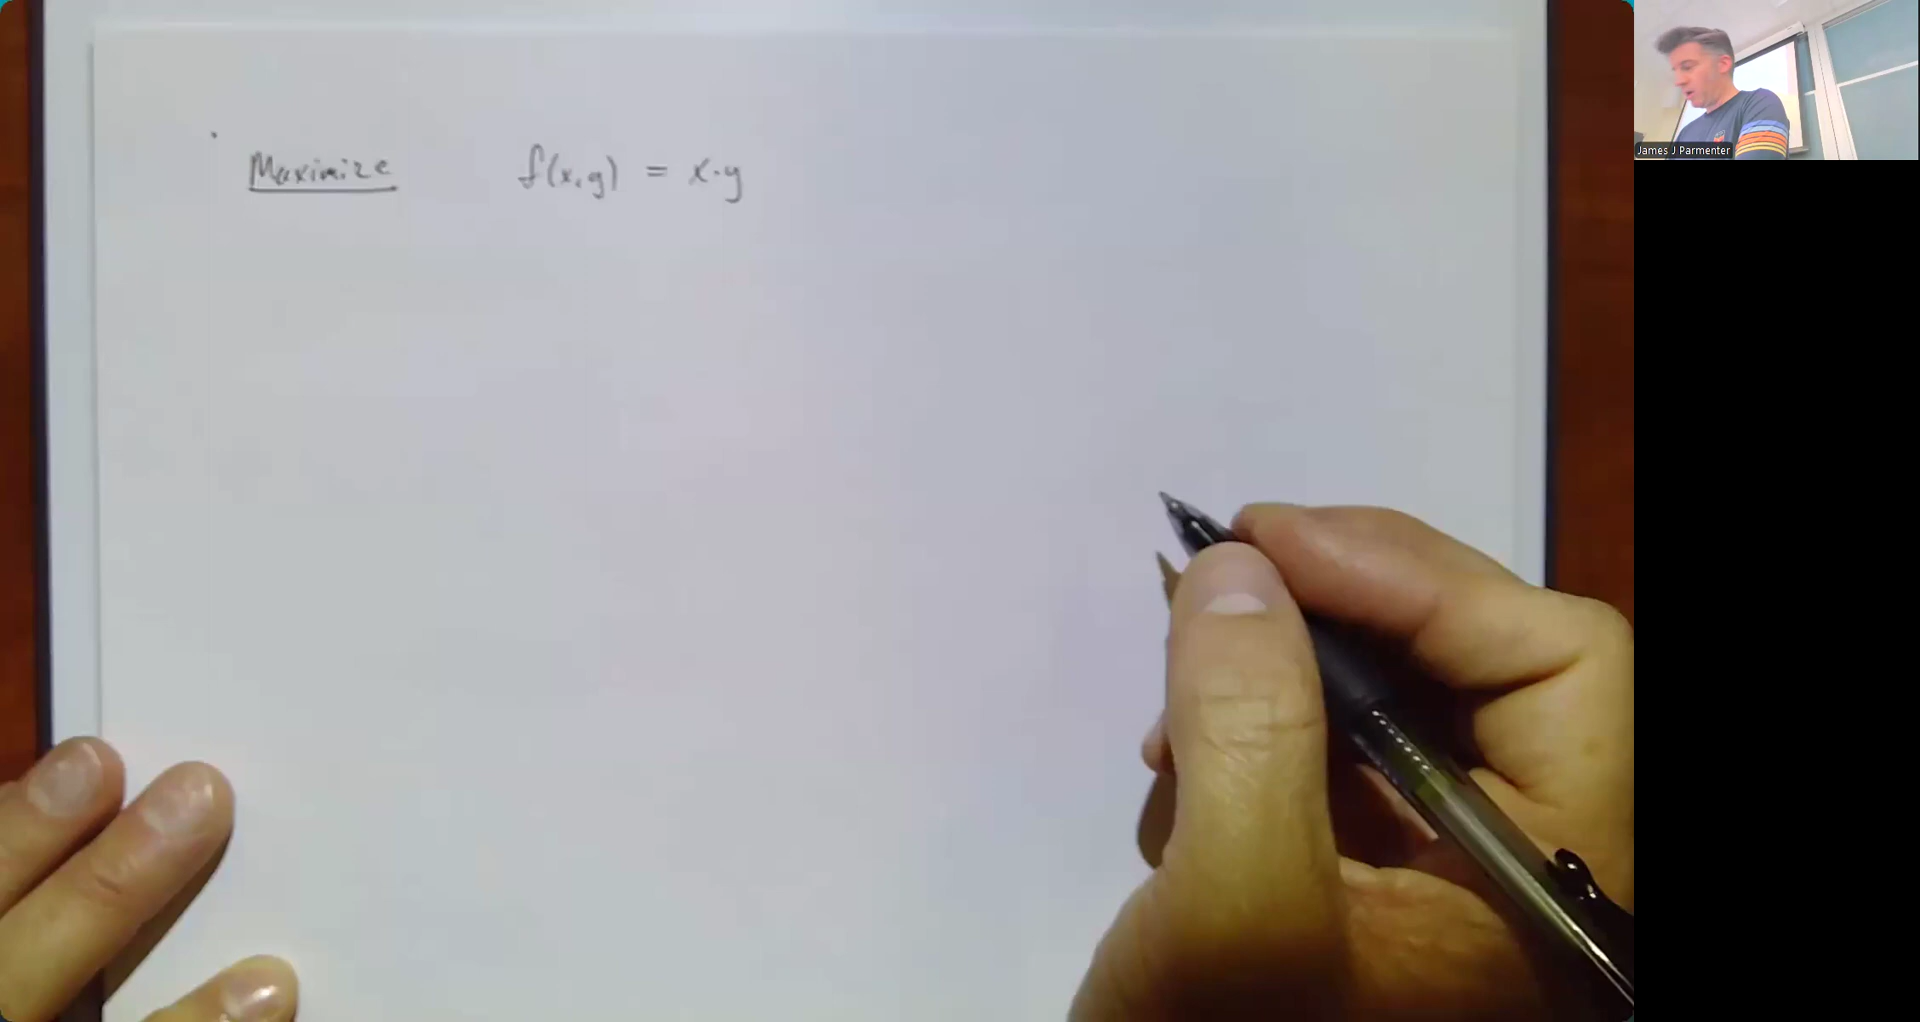 Maximize f(x,y) = x·y
James J Parmenter